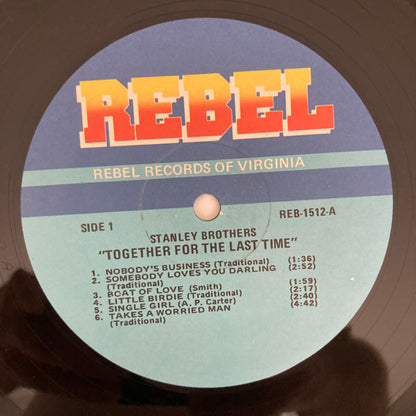 REBEL
REBEL RECORDS OF VIRGINIA
SIDE 1
REB-1512-A
STANLEY BROTHERS
"TOGETHER FOR THE LAST TIME"
1. NOBODY'S BUSINESS (Traditional) (1:36)
2. SOMEBODY LOVES YOU DARLING (2:52)
(Traditional)
3. BOAT OF LOVE (Smith) (1:59)
4. LITTLE BIRDIE (Traditional) (2:17)
5. SINGLE GIRL (A. P. Carter) (2:40)
6. TAKES A WORRIED MAN (4:42)
(Traditional)